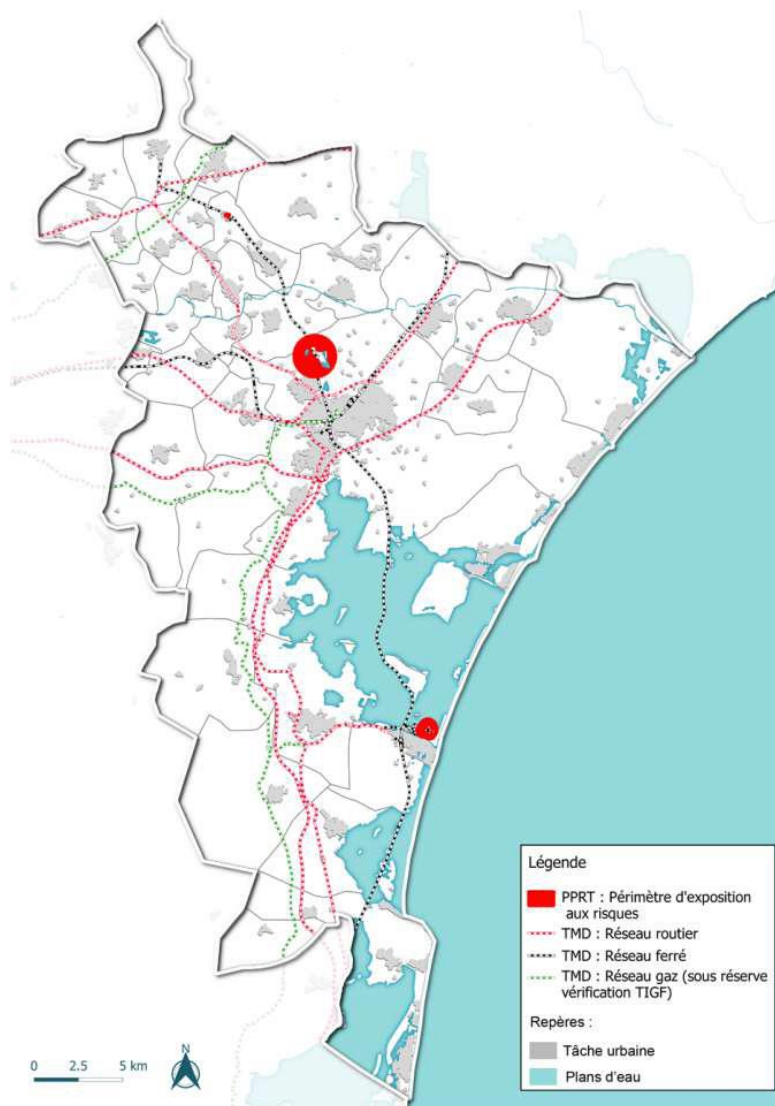 Légende
PPRT : Périmètre d'exposition
aux risques
TMD : Réseau routier
TMD : Réseau ferré
TMD : Réseau gaz (sous réserve
vérification TIGF)
Repères :
Tâche urbaine
Plans d'eau
0 2.5 5 km
N